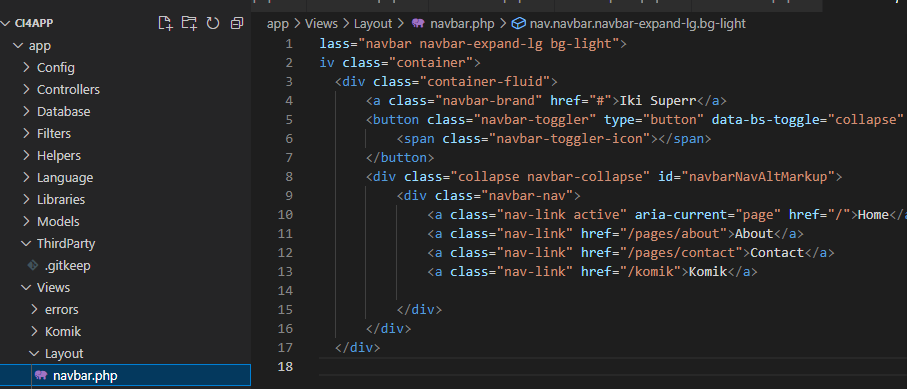 CI4APP
app
Config
Controllers
Database
Filters
Helpers
Language
Libraries
Models
ThirdParty
.gitkeep
Views
errors
Komik
Layout
navbar.php
app > Views > Layout > navbar.php > nav.navbar.navbar-expand-lg.bg-light
1 lass="navbar navbar-expand-lg bg-light">
2 iv class="container">
3 <div class="container-fluid">
4 <a class="navbar-brand" href="#">Iki Superr</a>
5 <button class="navbar-toggler" type="button" data-bs-toggle="collapse"
6 <span class="navbar-toggler-icon"></span>
7 </button>
8 <div class="collapse navbar-collapse" id="navbarNavAltMarkup">
9 <div class="navbar-nav">
10 <a class="nav-link active" aria-current="page" href="/">Home</a
11 <a class="nav-link" href="/pages/about">About</a>
12 <a class="nav-link" href="/pages/contact">Contact</a>
13 <a class="nav-link" href="/komik">Komik</a>
14
15 </div>
16 </div>
17 </div>
18